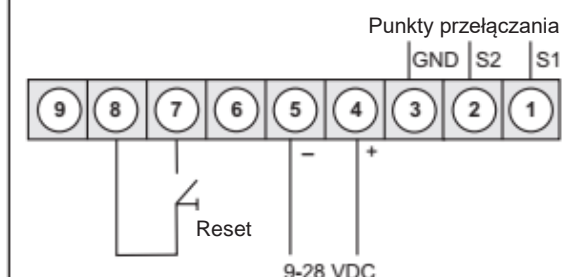 Punkty przełączania
GND S2 S1
9 8 7 6 5 4 3 2 1
– +
Reset
9-28 VDC